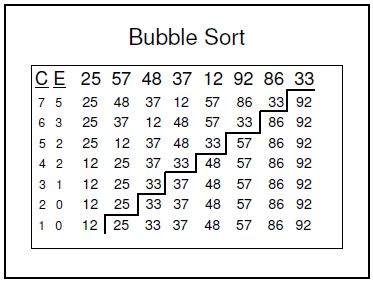 Bubble Sort
C E 25 57 48 37 12 92 86 33
7 5 25 48 37 12 57 86 33 92
6 3 25 37 12 48 57 33 86 92
5 2 25 12 37 48 33 57 86 92
4 2 12 25 37 33 48 57 86 92
3 1 12 25 33 37 48 57 86 92
2 0 12 25 33 37 48 57 86 92
1 0 12 25 33 37 48 57 86 92